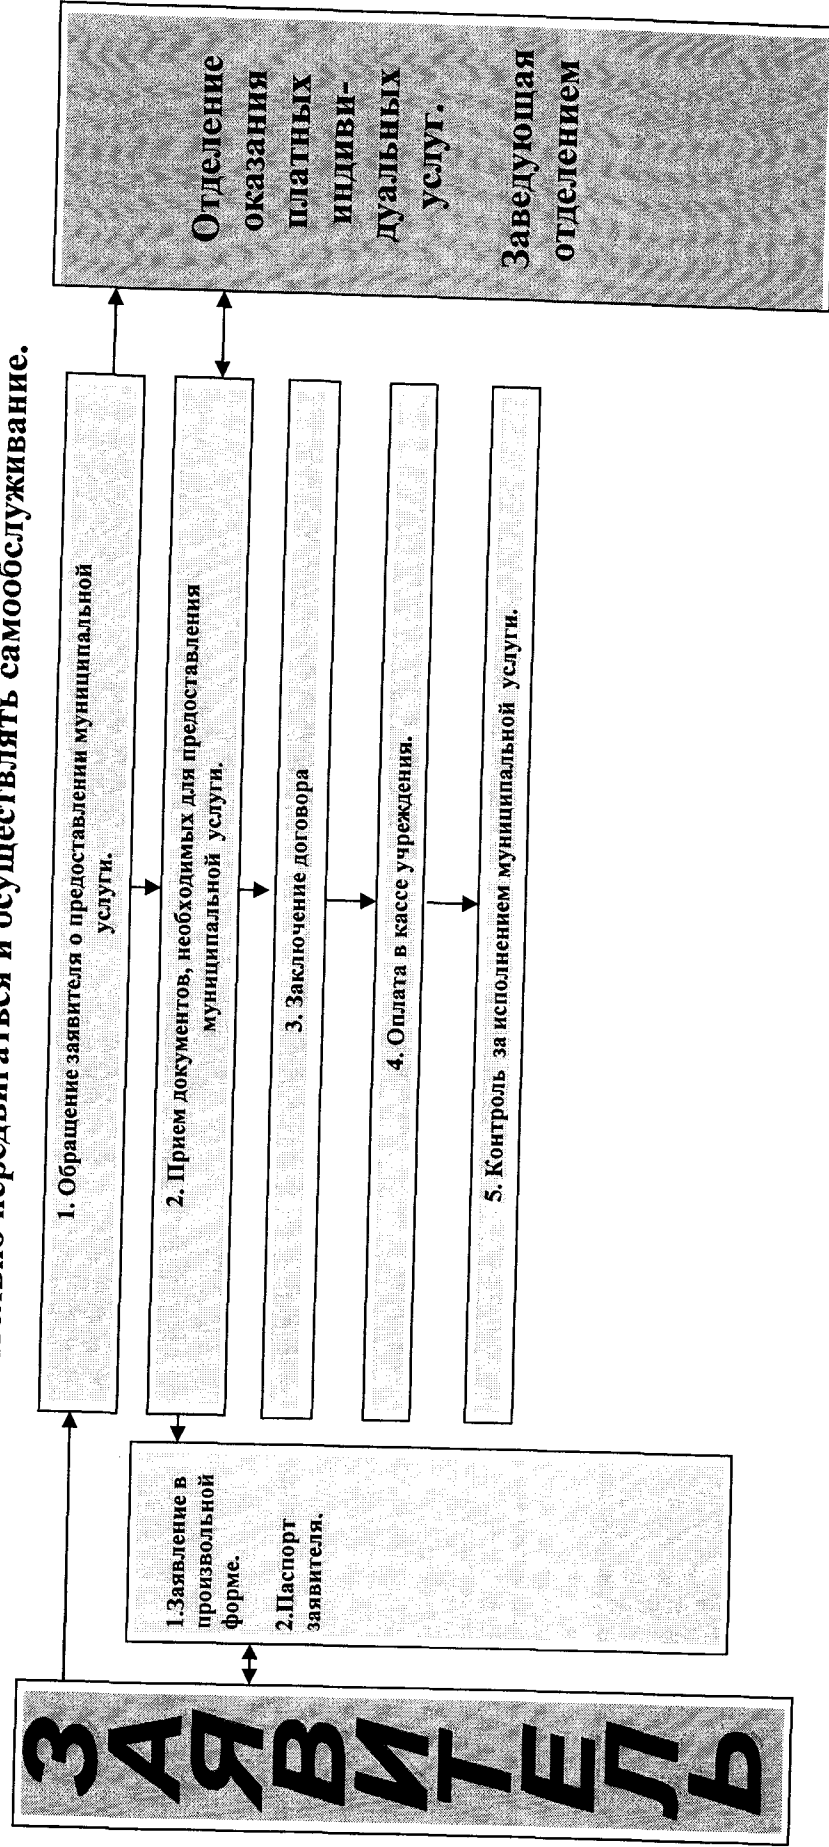 передвигаться и осуществлять самообслуживание.
ЗАЯВИТЕЛЬ
1.Заявление в
произвольной
форме.
2.Паспорт
заявителя.
1. Обращение заявителя о предоставлении муниципальной
услуги.
2. Прием документов, необходимых для предоставления
муниципальной услуги.
3. Заключение договора
4. Оплата в кассе учреждения.
5. Контроль за исполнением муниципальной услуги.
Отделение
оказания
платных
индиви-
дуальных
услуг.
Заведующая
отделением